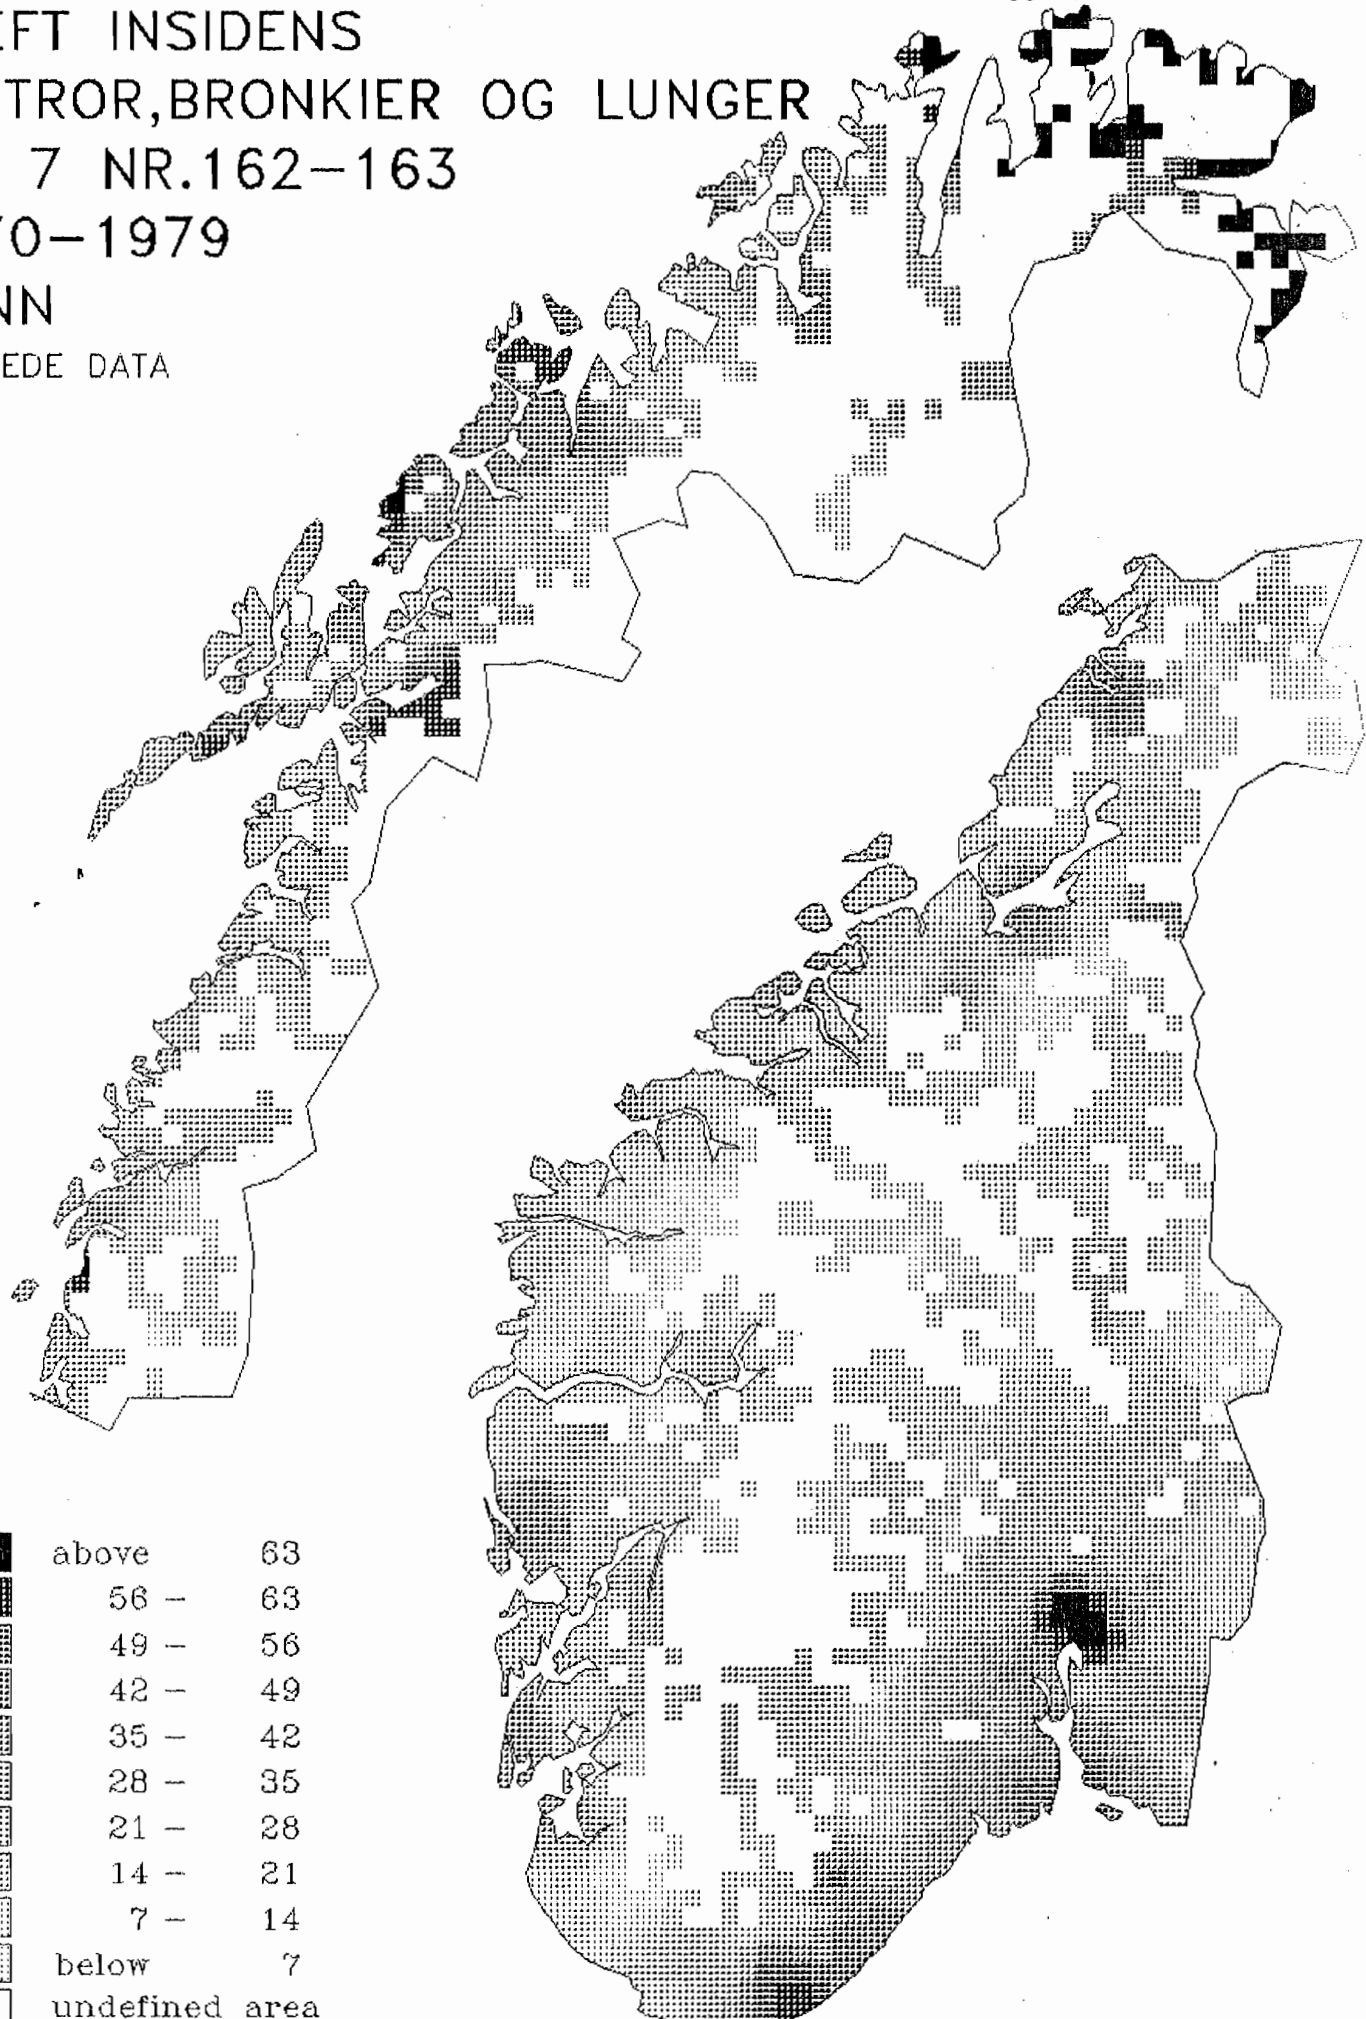 EFT INSIDENS
TROR,BRONKIER OG LUNGER
7 NR.162-163
70-1979
NN
EDE DATA
above 63
56 - 63
49 - 56
42 - 49
35 - 42
28 - 35
21 - 28
14 - 21
7 - 14
below 7
undefined area